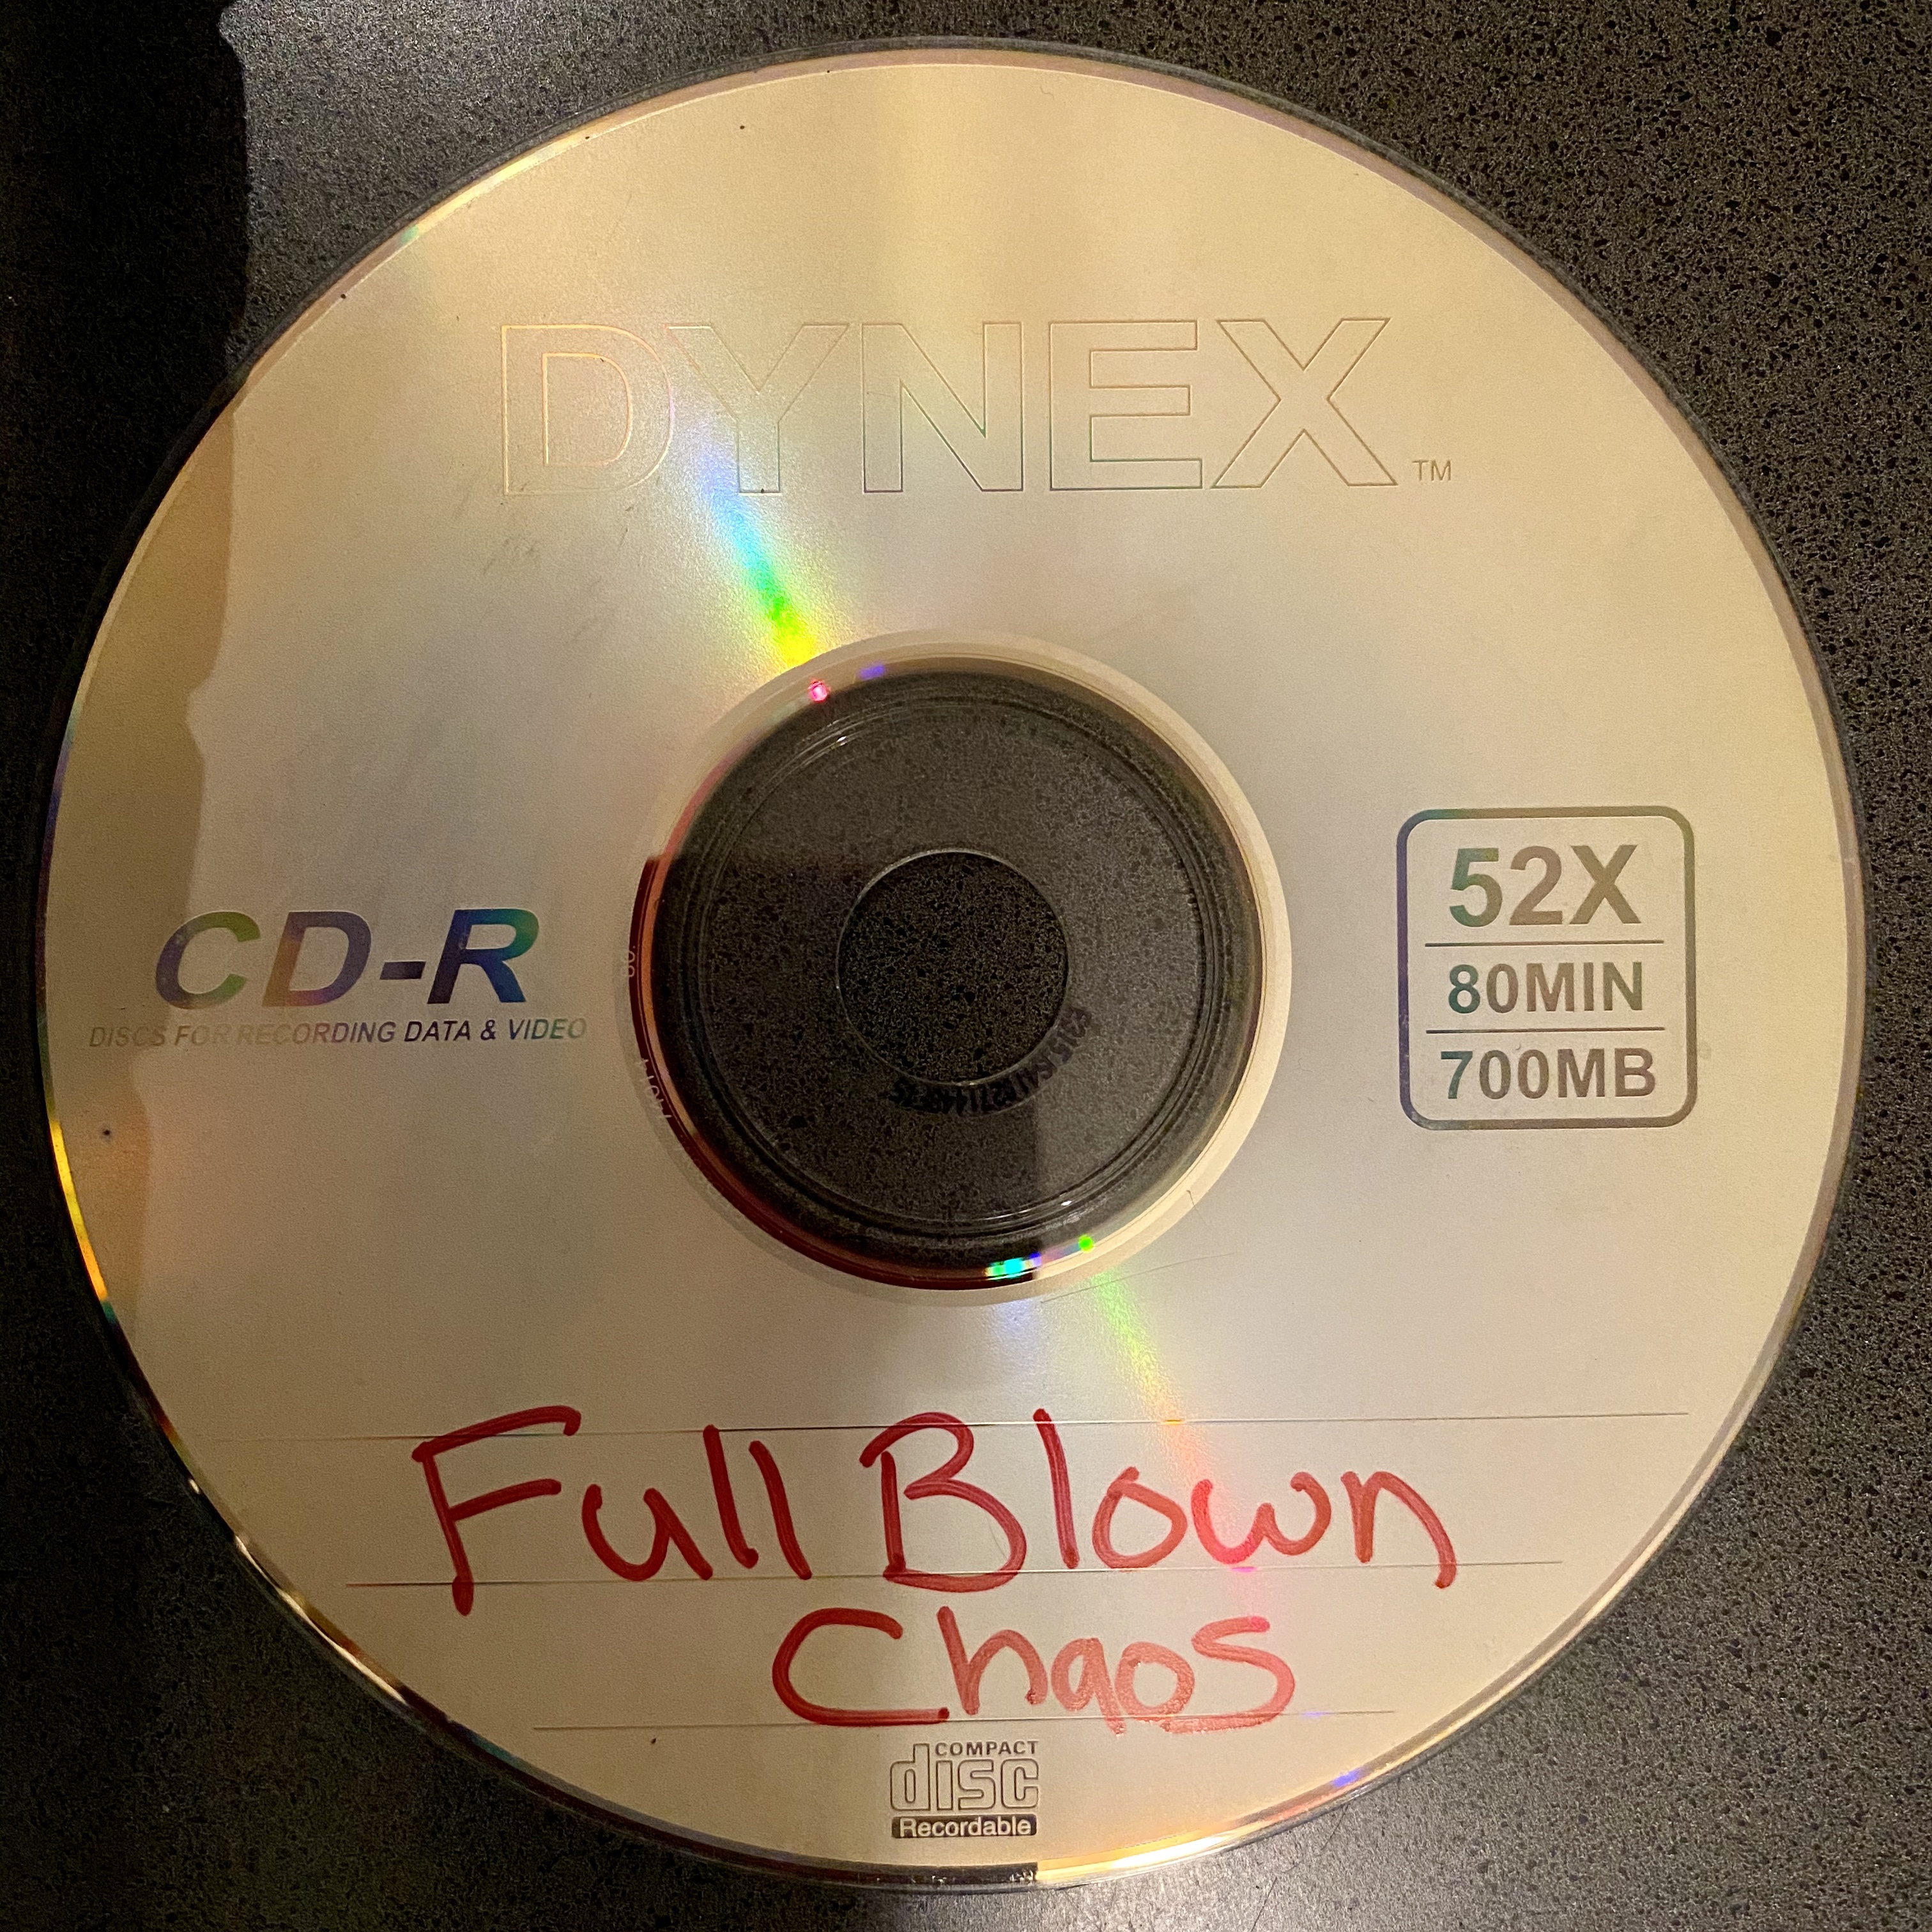 DYNEX™
CD-R
DISCS FOR RECORDING DATA & VIDEO
52X
80MIN
700MB
Full Blown
Chaos
COMPACT
disc
Recordable